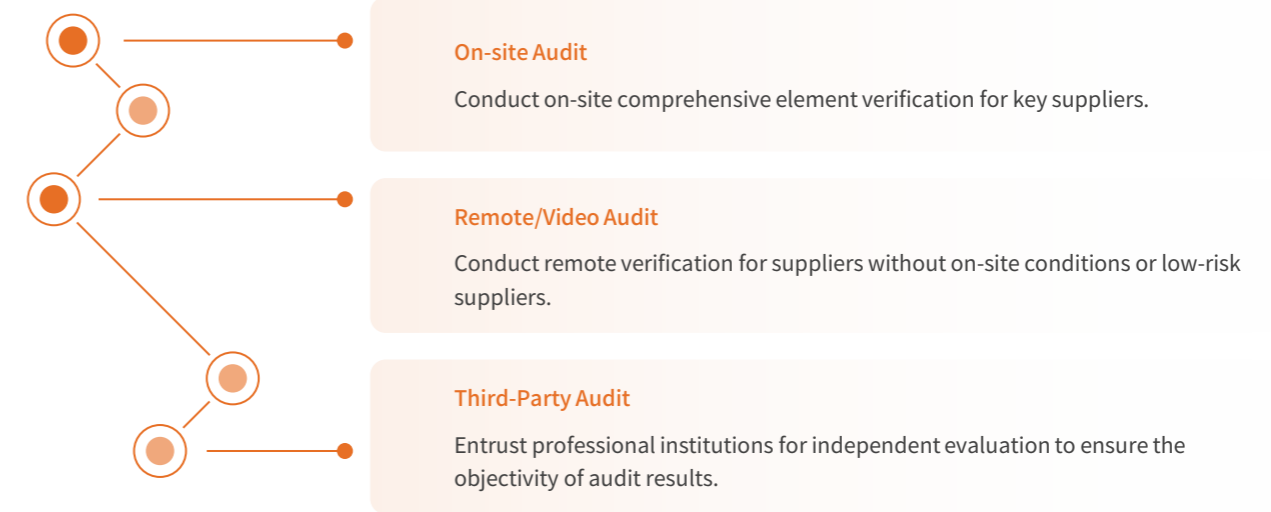 On-site Audit
Conduct on-site comprehensive element verification for key suppliers.
Remote/Video Audit
Conduct remote verification for suppliers without on-site conditions or low-risk
suppliers.
Third-Party Audit
Entrust professional institutions for independent evaluation to ensure the
objectivity of audit results.